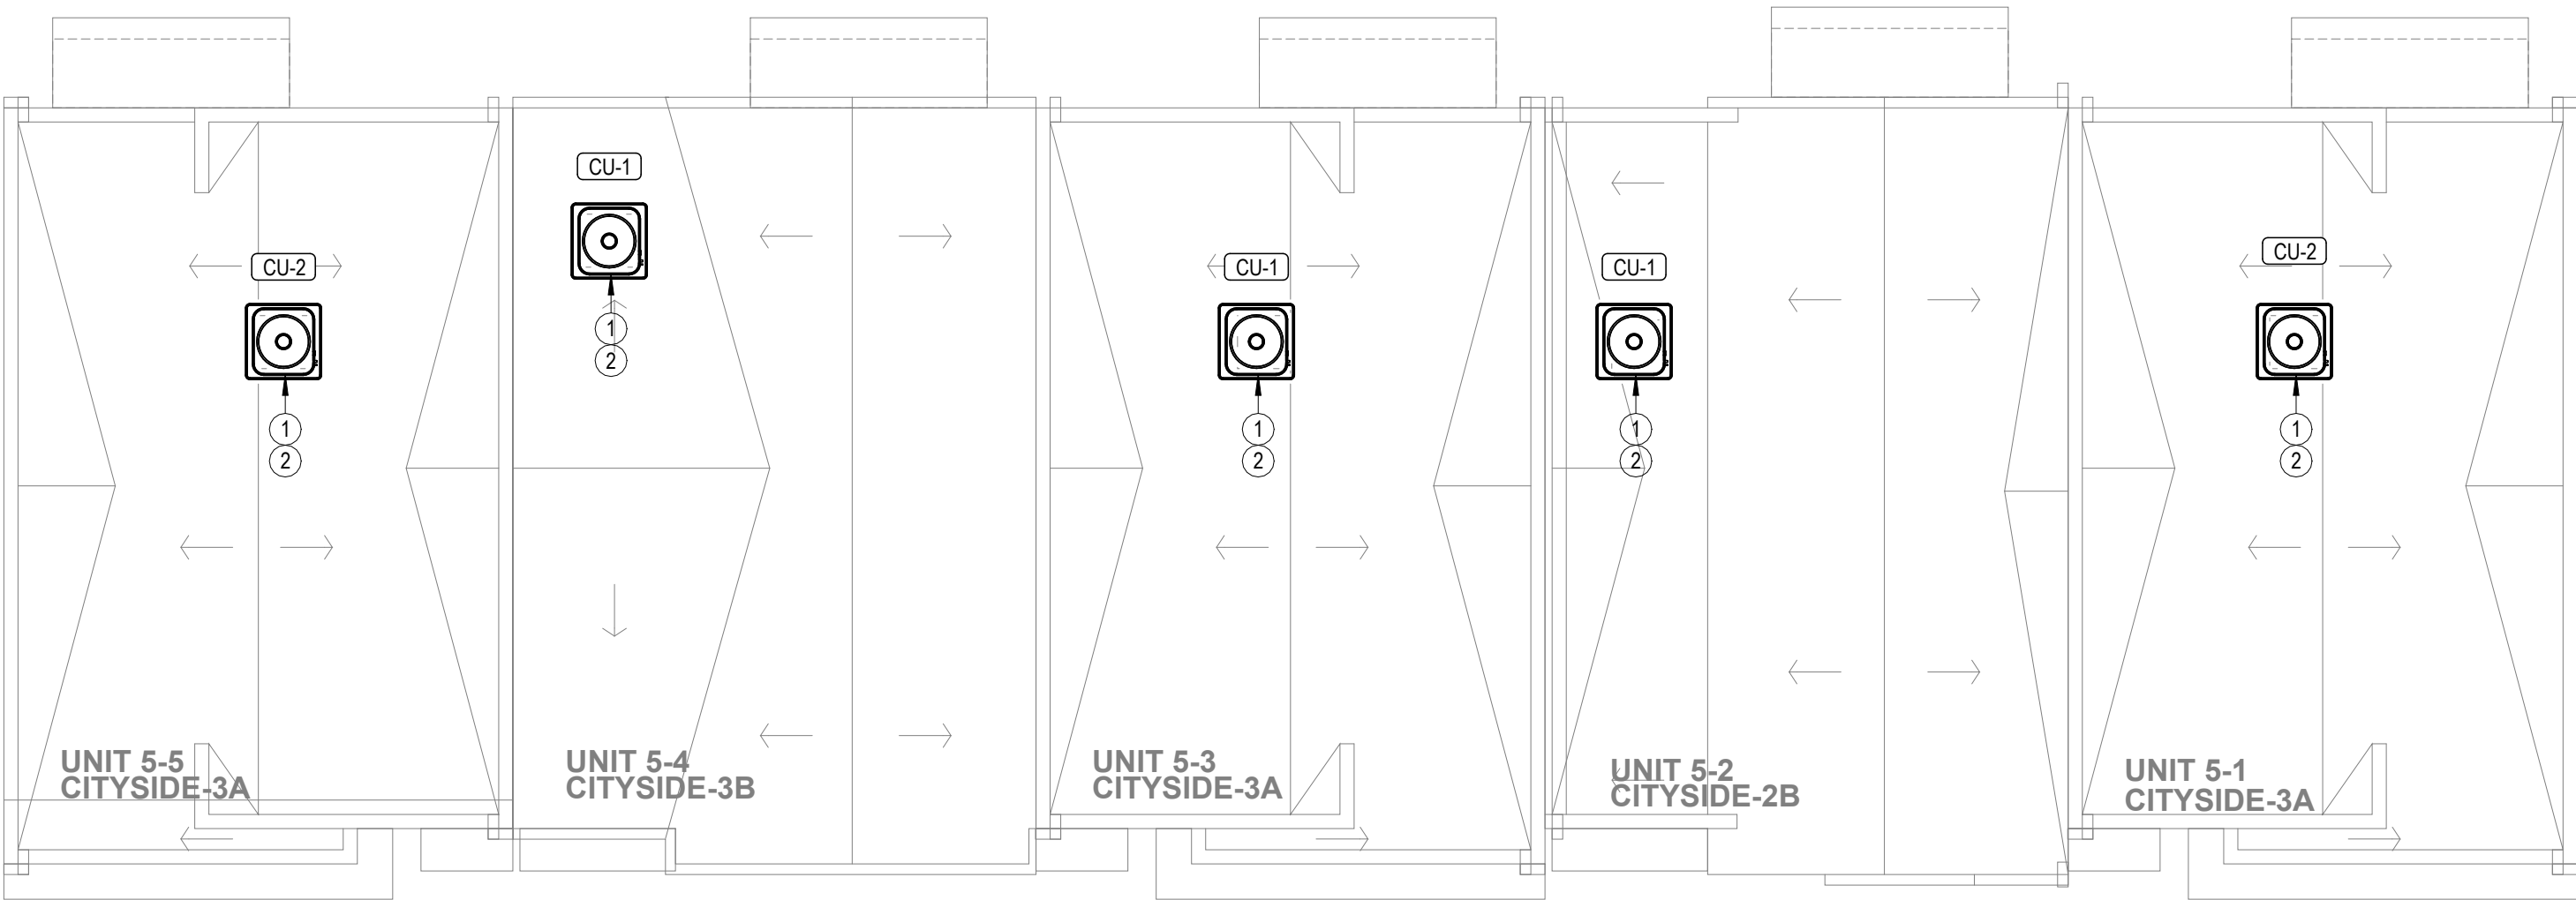 CU-1
1
2
CU-2
1
2
CU-1
1
2
CU-1
1
2
CU-2
1
2
UNIT 5-5
CITYSIDE-3A
UNIT 5-4
CITYSIDE-3B
UNIT 5-3
CITYSIDE-3A
UNIT 5-2
CITYSIDE-2B
UNIT 5-1
CITYSIDE-3A